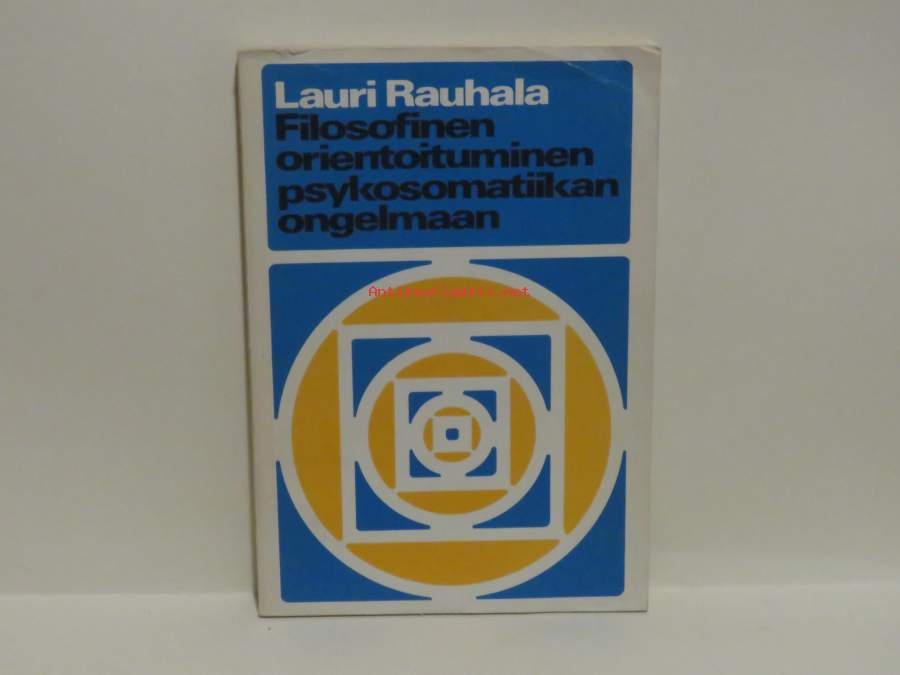 Lauri Rauhala
Filosofinen
orientoituminen
psykosomatiikan
ongelmaan
Antikvariaatti.net